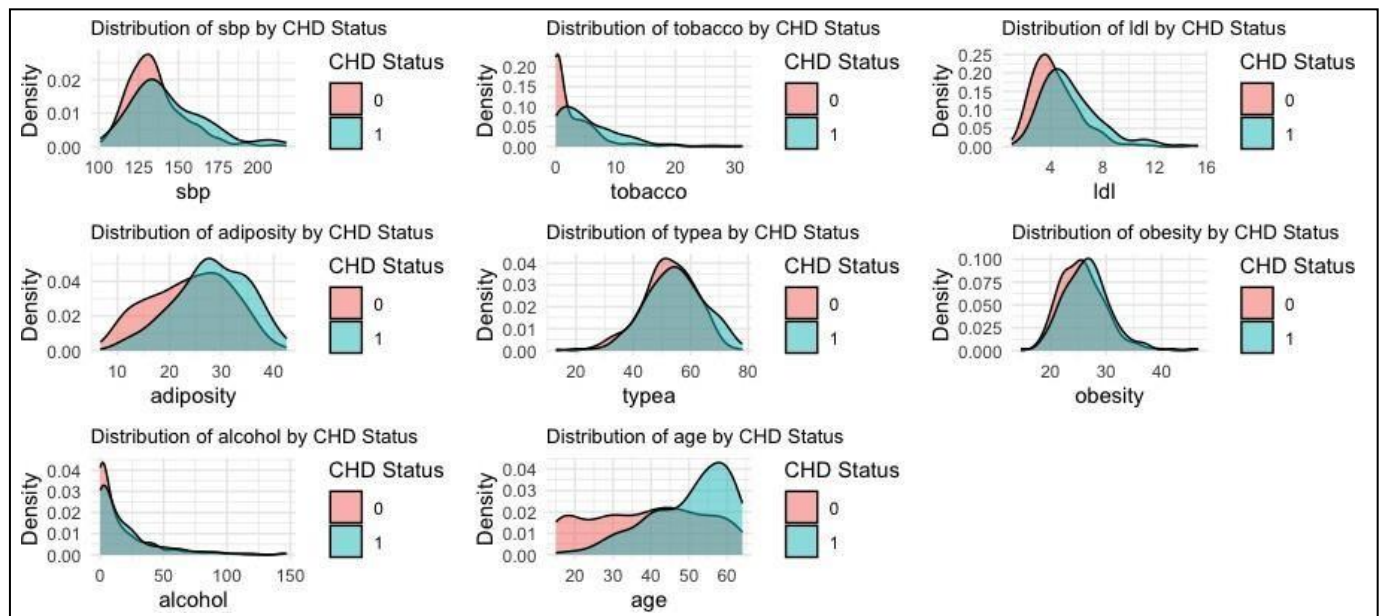 Distribution of sbp by CHD Status
Density
0.02
0.01
0.00
100 125 150 175 200
sbp
CHD Status
0
1
Distribution of tobacco by CHD Status
Density
0.20
0.15
0.10
0.05
0.00
0 10 20 30
tobacco
CHD Status
0
1
Distribution of ldl by CHD Status
Density
0.25
0.20
0.15
0.10
0.05
0.00
4 8 12 16
ldl
CHD Status
0
1
Distribution of adiposity by CHD Status
Density
0.04
0.02
0.00
10 20 30 40
adiposity
CHD Status
0
1
Distribution of typea by CHD Status
Density
0.04
0.03
0.02
0.01
0.00
20 40 60 80
typea
CHD Status
0
1
Distribution of obesity by CHD Status
Density
0.100
0.075
0.050
0.025
0.000
20 30 40
obesity
CHD Status
0
1
Distribution of alcohol by CHD Status
Density
0.04
0.03
0.02
0.01
0.00
0 50 100 150
alcohol
CHD Status
0
1
Distribution of age by CHD Status
Density
0.04
0.03
0.02
0.01
0.00
20 30 40 50 60
age
CHD Status
0
1